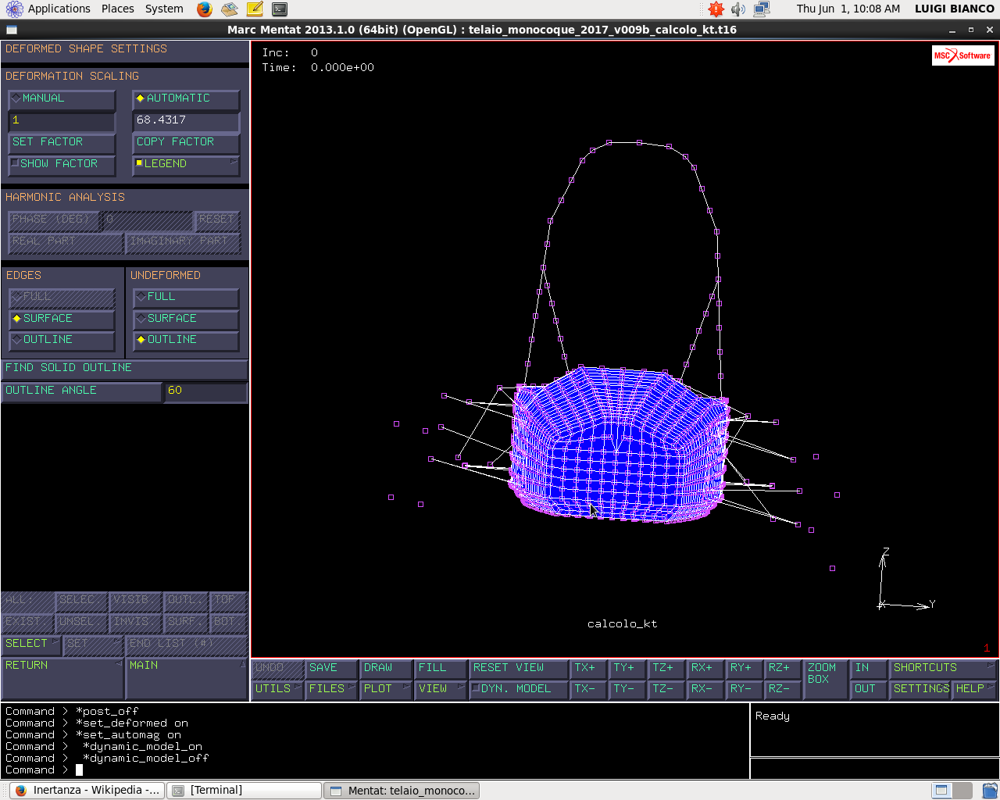 Applications Places System Thu Jun 1, 10:08 AM LUIGI BIANCO
Marc Mentat 2013.1.0 (64bit) (OpenGL) : telaio_monocoque_2017_v009b_calcolo_kt.t16
DEFORMED SHAPE SETTINGS
DEFORMATION SCALING
MANUAL AUTOMATIC
1 68.4317
SET FACTOR COPY FACTOR
SHOW FACTOR LEGEND
HARMONIC ANALYSIS
PHASE (DEG) 0 RESET
REAL PART IMAGINARY PART
EDGES UNDEFORMED
FULL FULL
SURFACE SURFACE
OUTLINE OUTLINE
FIND SOLID OUTLINE
OUTLINE ANGLE 60
ALL: SELEC. VISIB. OUTL. TOP
EXIST. UNSEL. INVIS. SURF. BOT
SELECT SET END LIST (#)
RETURN MAIN
Inc: 0
Time: 0.000e+00
MSC Software
Z
X Y
calcolo_kt
1
UNDO SAVE DRAW FILL RESET VIEW TX+ TY+ TZ+ RX+ RY+ RZ+ ZOOM BOX IN SHORTCUTS
UTILS FILES PLOT VIEW DYN. MODEL TX- TY- TZ- RX- RY- RZ- OUT SETTINGS HELP
Command > *post_off
Command > *set_deformed on
Command > *set_automag on
Command > *dynamic_model_on
Command > *dynamic_model_off
Command >
Ready
Inertanza - Wikipedia -... [Terminal] Mentat: telaio_monoco...